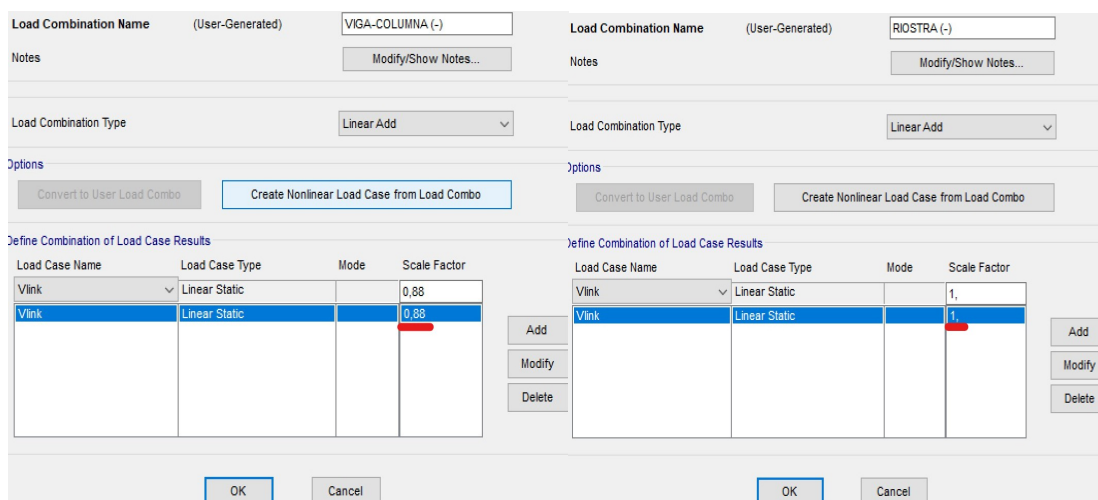 Load Combination Name (User-Generated) VIGA-COLUMNA (-)
Notes Modify/Show Notes...
Load Combination Type Linear Add
Options
Convert to User Load Combo Create Nonlinear Load Case from Load Combo
Define Combination of Load Case Results
Load Case Name Load Case Type Mode Scale Factor
Vlink Linear Static 0,88
Vlink Linear Static 0,88
Add
Modify
Delete
OK Cancel
Load Combination Name (User-Generated) RIOSTRA (-)
Notes Modify/Show Notes...
Load Combination Type Linear Add
Options
Convert to User Load Combo Create Nonlinear Load Case from Load Combo
Define Combination of Load Case Results
Load Case Name Load Case Type Mode Scale Factor
Vlink Linear Static 1,
Vlink Linear Static 1,
Add
Modify
Delete
OK Cancel